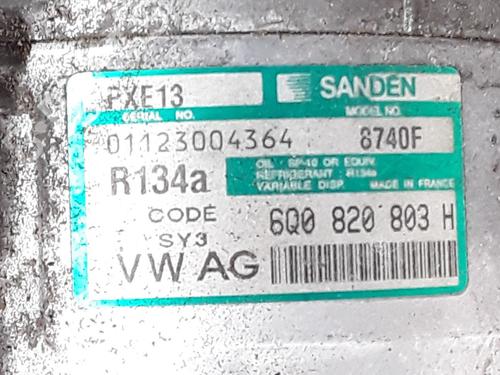 PXE13 SANDEN
SERIAL NO. MODEL NO.
01123004364 8740F
R134a OIL SP-10 OR EQUIV.
REFRIGERANT R134a
VARIABLE DISP. MADE IN FRANCE
CODE 6Q0 820 803 H
SY3
VW AG